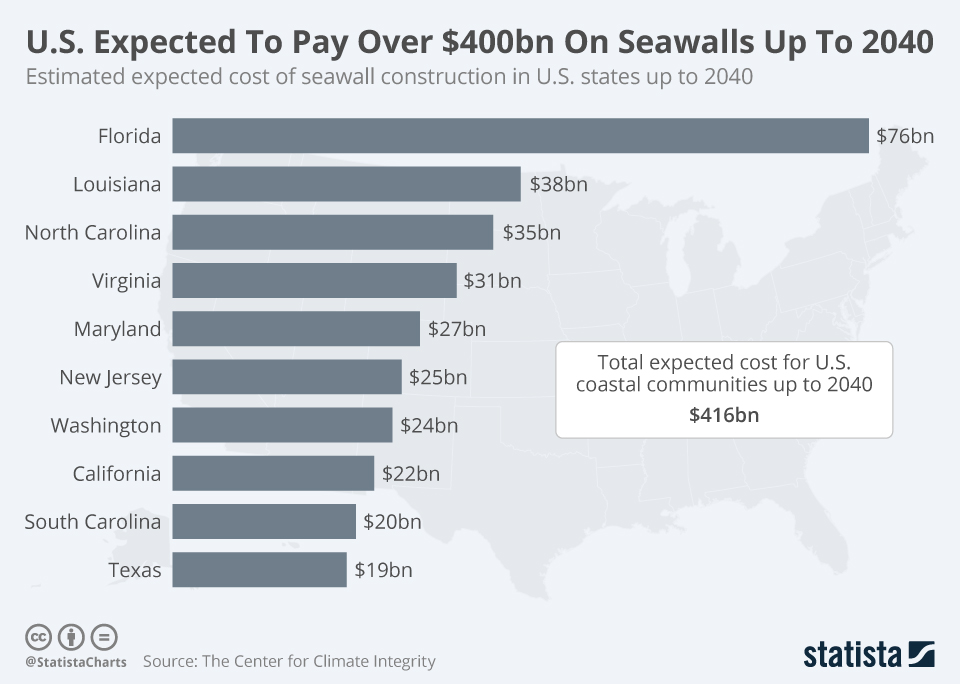 U.S. Expected To Pay Over $400bn On Seawalls Up To 2040
Estimated expected cost of seawall construction in U.S. states up to 2040
Florida $76bn
Louisiana $38bn
North Carolina $35bn
Virginia $31bn
Maryland $27bn
New Jersey $25bn
Washington $24bn
California $22bn
South Carolina $20bn
Texas $19bn
Total expected cost for U.S.
coastal communities up to 2040
$416bn
cc
@StatistaCharts Source: The Center for Climate Integrity
statista